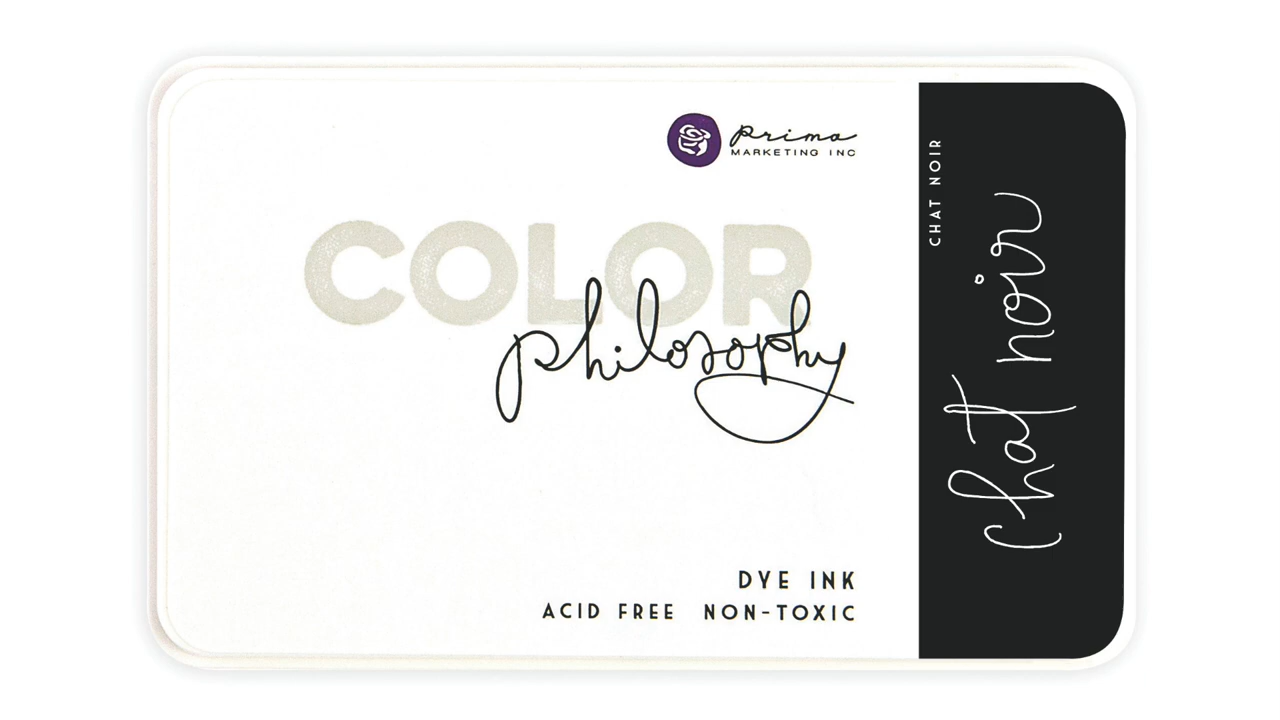 prima
MARKETING INC
COLOR
philosophy
DYE INK
ACID FREE NON-TOXIC
CHAT NOIR
chat noir